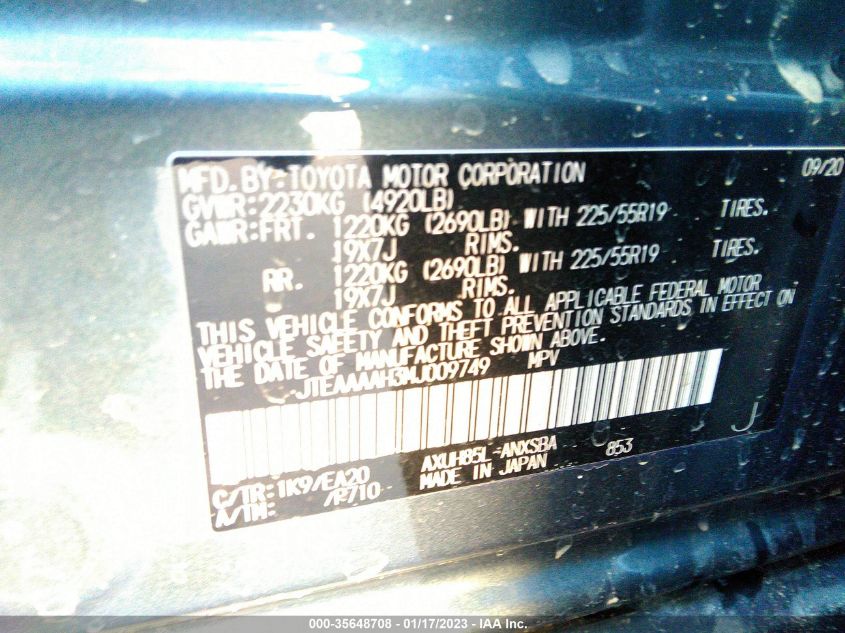 MFD.BY:TOYOTA MOTOR CORPORATION 09/20
GVWR:2230KG (4920LB)
GAWR:FRT. 1220KG (2690LB) WITH 225/55R19 TIRES.
19X7J RIMS.
RR. 1220KG (2690LB) WITH 225/55R19 TIRES.
19X7J RIMS.
THIS VEHICLE CONFORMS TO ALL APPLICABLE FEDERAL MOTOR
VEHICLE SAFETY AND THEFT PREVENTION STANDARDS IN EFFECT ON
THE DATE OF MANUFACTURE SHOWN ABOVE.
JTEAAAAH3MJ009749 MPV
J
C/TR:1K9/EA20 AXUH85L-ANXSBA 853
A/TM: /P710 MADE IN JAPAN
000-35648708 - 01/17/2023 - IAA Inc.